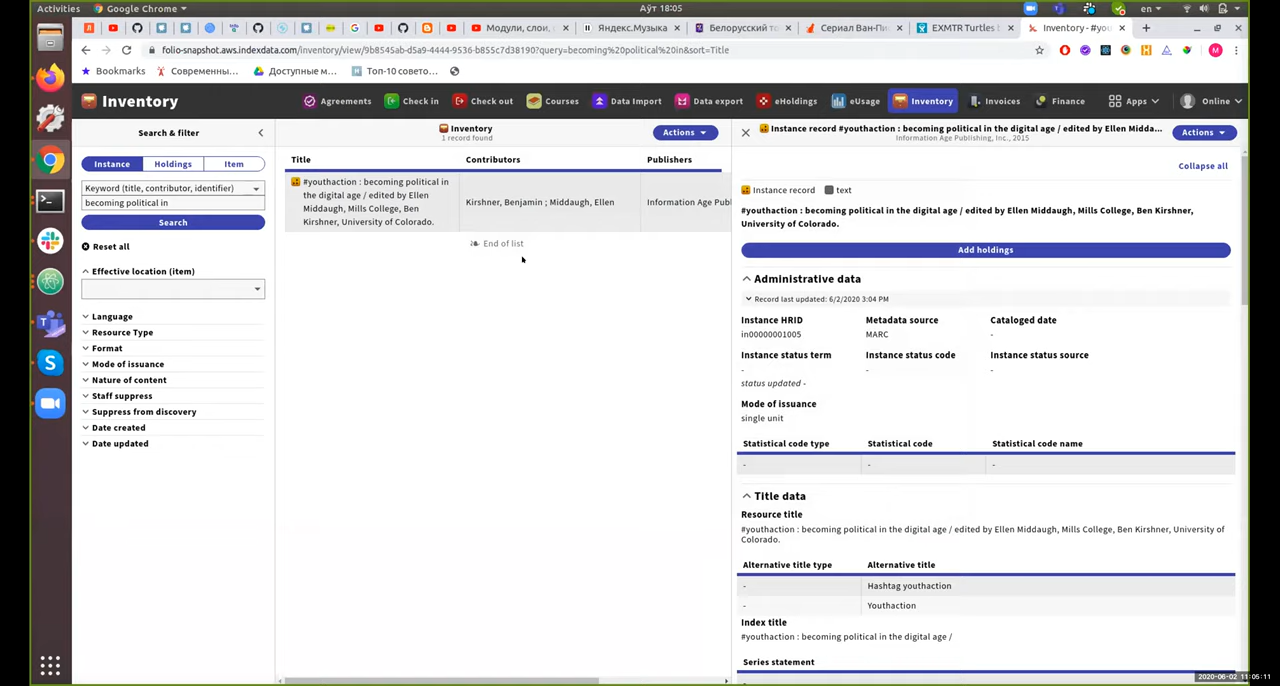 Activities
Google Chrome
Аўт 18:05
en
Модули, слои,
Яндекс.Музыка
Белорусский
Сериал Ван-Пи
EXMTR Turtles b
Inventory - #you
folio-snapshot.aws.indexdata.com/inventory/view/9b8545ab-d5a9-4444-9536-b855c7d38190?query=becoming%20political%20in&sort=Title
M
Bookmarks
Современны...
Доступные м...
Топ-10 совето...
Inventory
Agreements
Check in
Check out
Courses
Data Import
Data export
eHoldings
eUsage
Inventory
Invoices
Finance
Apps
Online
Search & filter
Instance
Holdings
Item
Keyword (title, contributor, identifier)
becoming political in
Search
Reset all
Effective location (item)
Language
Resource Type
Format
Mode of issuance
Nature of content
Staff suppress
Suppress from discovery
Date created
Date updated
Inventory
1 record found
Actions
Title
Contributors
Publishers
#youthaction : becoming political in
the digital age / edited by Ellen
Middaugh, Mills College, Ben
Kirshner, University of Colorado.
Kirshner, Benjamin ; Middaugh, Ellen
Information Age Publ
End of list
Instance record #youthaction : becoming political in the digital age / edited by Ellen Midda...
Information Age Publishing, Inc., 2015
Actions
Collapse all
Instance record
text
#youthaction : becoming political in the digital age / edited by Ellen Middaugh, Mills College, Ben Kirshner,
University of Colorado.
Add holdings
Administrative data
Record last updated: 6/2/2020 3:04 PM
Instance HRID
Metadata source
Cataloged date
in00000001005
MARC
-
Instance status term
Instance status code
Instance status source
-
-
-
status updated -
Mode of issuance
single unit
Statistical code type
Statistical code
Statistical code name
-
-
-
Title data
Resource title
#youthaction : becoming political in the digital age / edited by Ellen Middaugh, Mills College, Ben Kirshner, University of
Colorado.
Alternative title type
Alternative title
-
Hashtag youthaction
-
Youthaction
Index title
#youthaction : becoming political in the digital age /
Series statement
2020-06-02 11:05:11